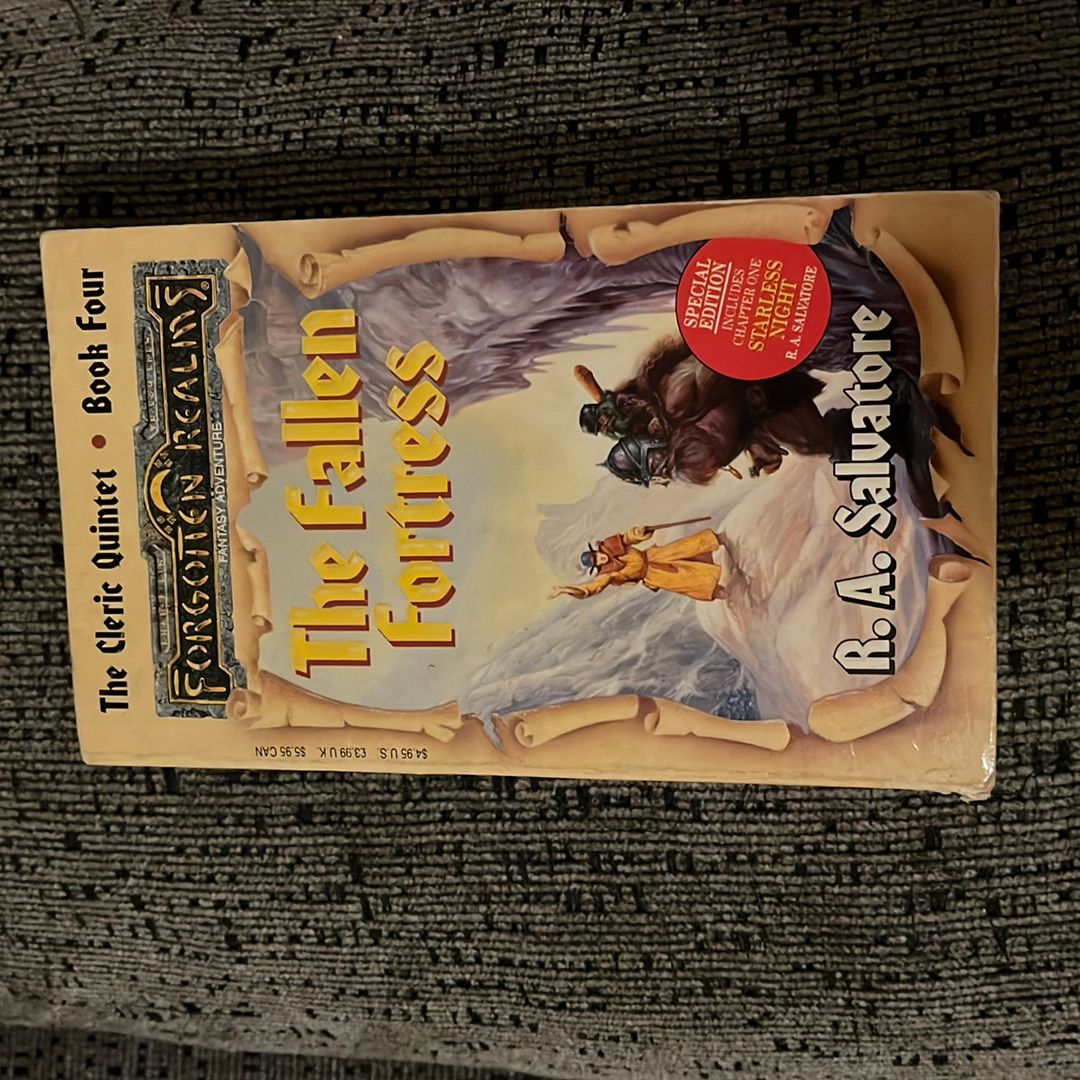 The Cleric Quintet • Book Four
FORGOTTEN REALMS®
FANTASY ADVENTURE
The Fallen
Fortress
SPECIAL
EDITION
INCLUDES
CHAPTER ONE
STARLESS
NIGHT
R. A. SALVATORE
R. A. Salvatore
$4.95 U.S. £3.99 U.K. $5.95 CAN